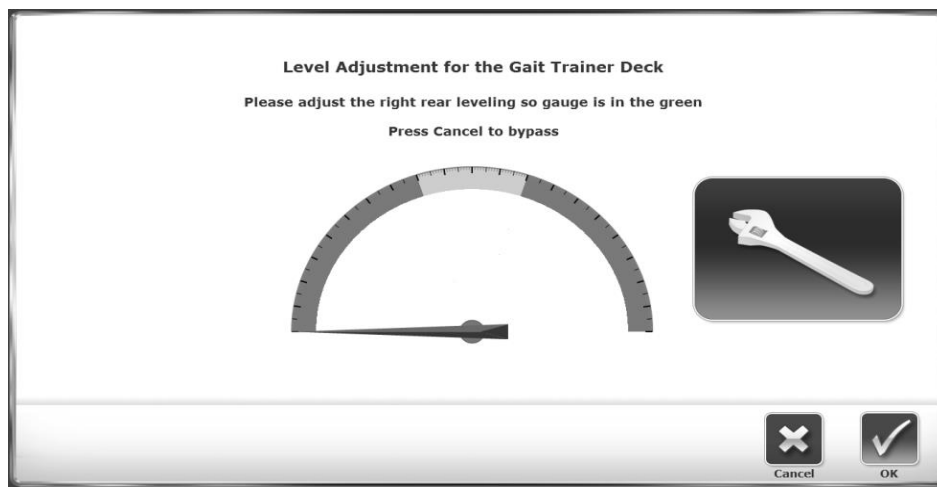 Level Adjustment for the Gait Trainer Deck
Please adjust the right rear leveling so gauge is in the green
Press Cancel to bypass
Cancel
OK